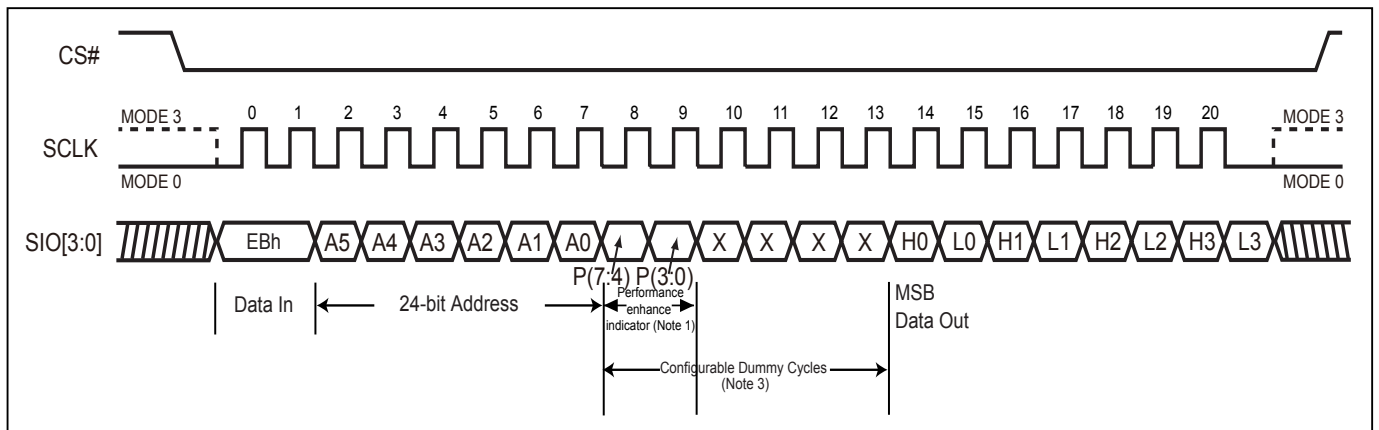 CS#
MODE 3
0 1 2 3 4 5 6 7 8 9 10 11 12 13 14 15 16 17 18 19 20
MODE 3
SCLK
MODE 0
MODE 0
SIO[3:0]
EBh A5 A4 A3 A2 A1 A0 X X X X H0 L0 H1 L1 H2 L2 H3 L3
P(7:4) P(3:0)
Data In
24-bit Address
Performance
enhance
indicator (Note 1)
MSB
Data Out
Configurable Dummy Cycles
(Note 3)